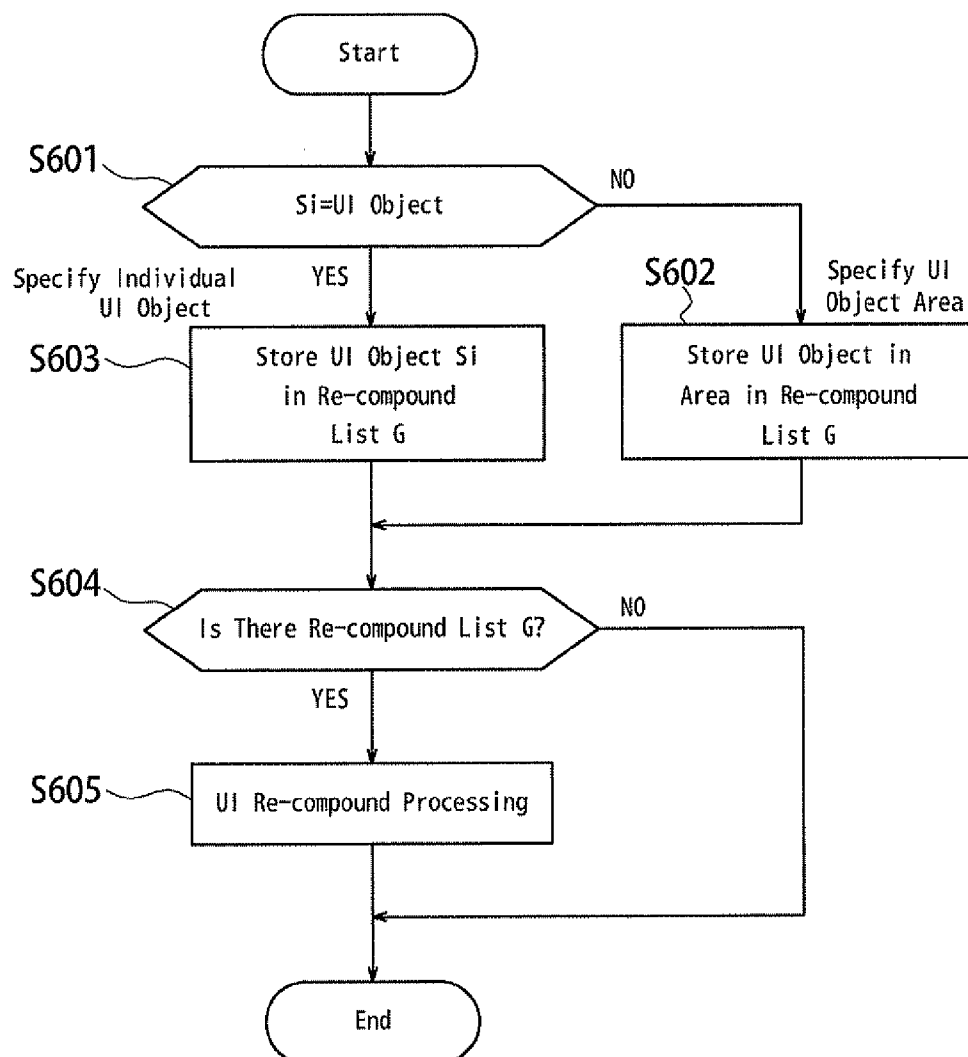 Start
S601
Si=UI Object
NO
Specify Individual
UI Object
YES
S602
Specify UI
Object Area
S603
Store UI Object Si
in Re-compound
List G
Store UI Object in
Area in Re-compound
List G
S604
Is There Re-compound List G?
NO
YES
S605
UI Re-compound Processing
End